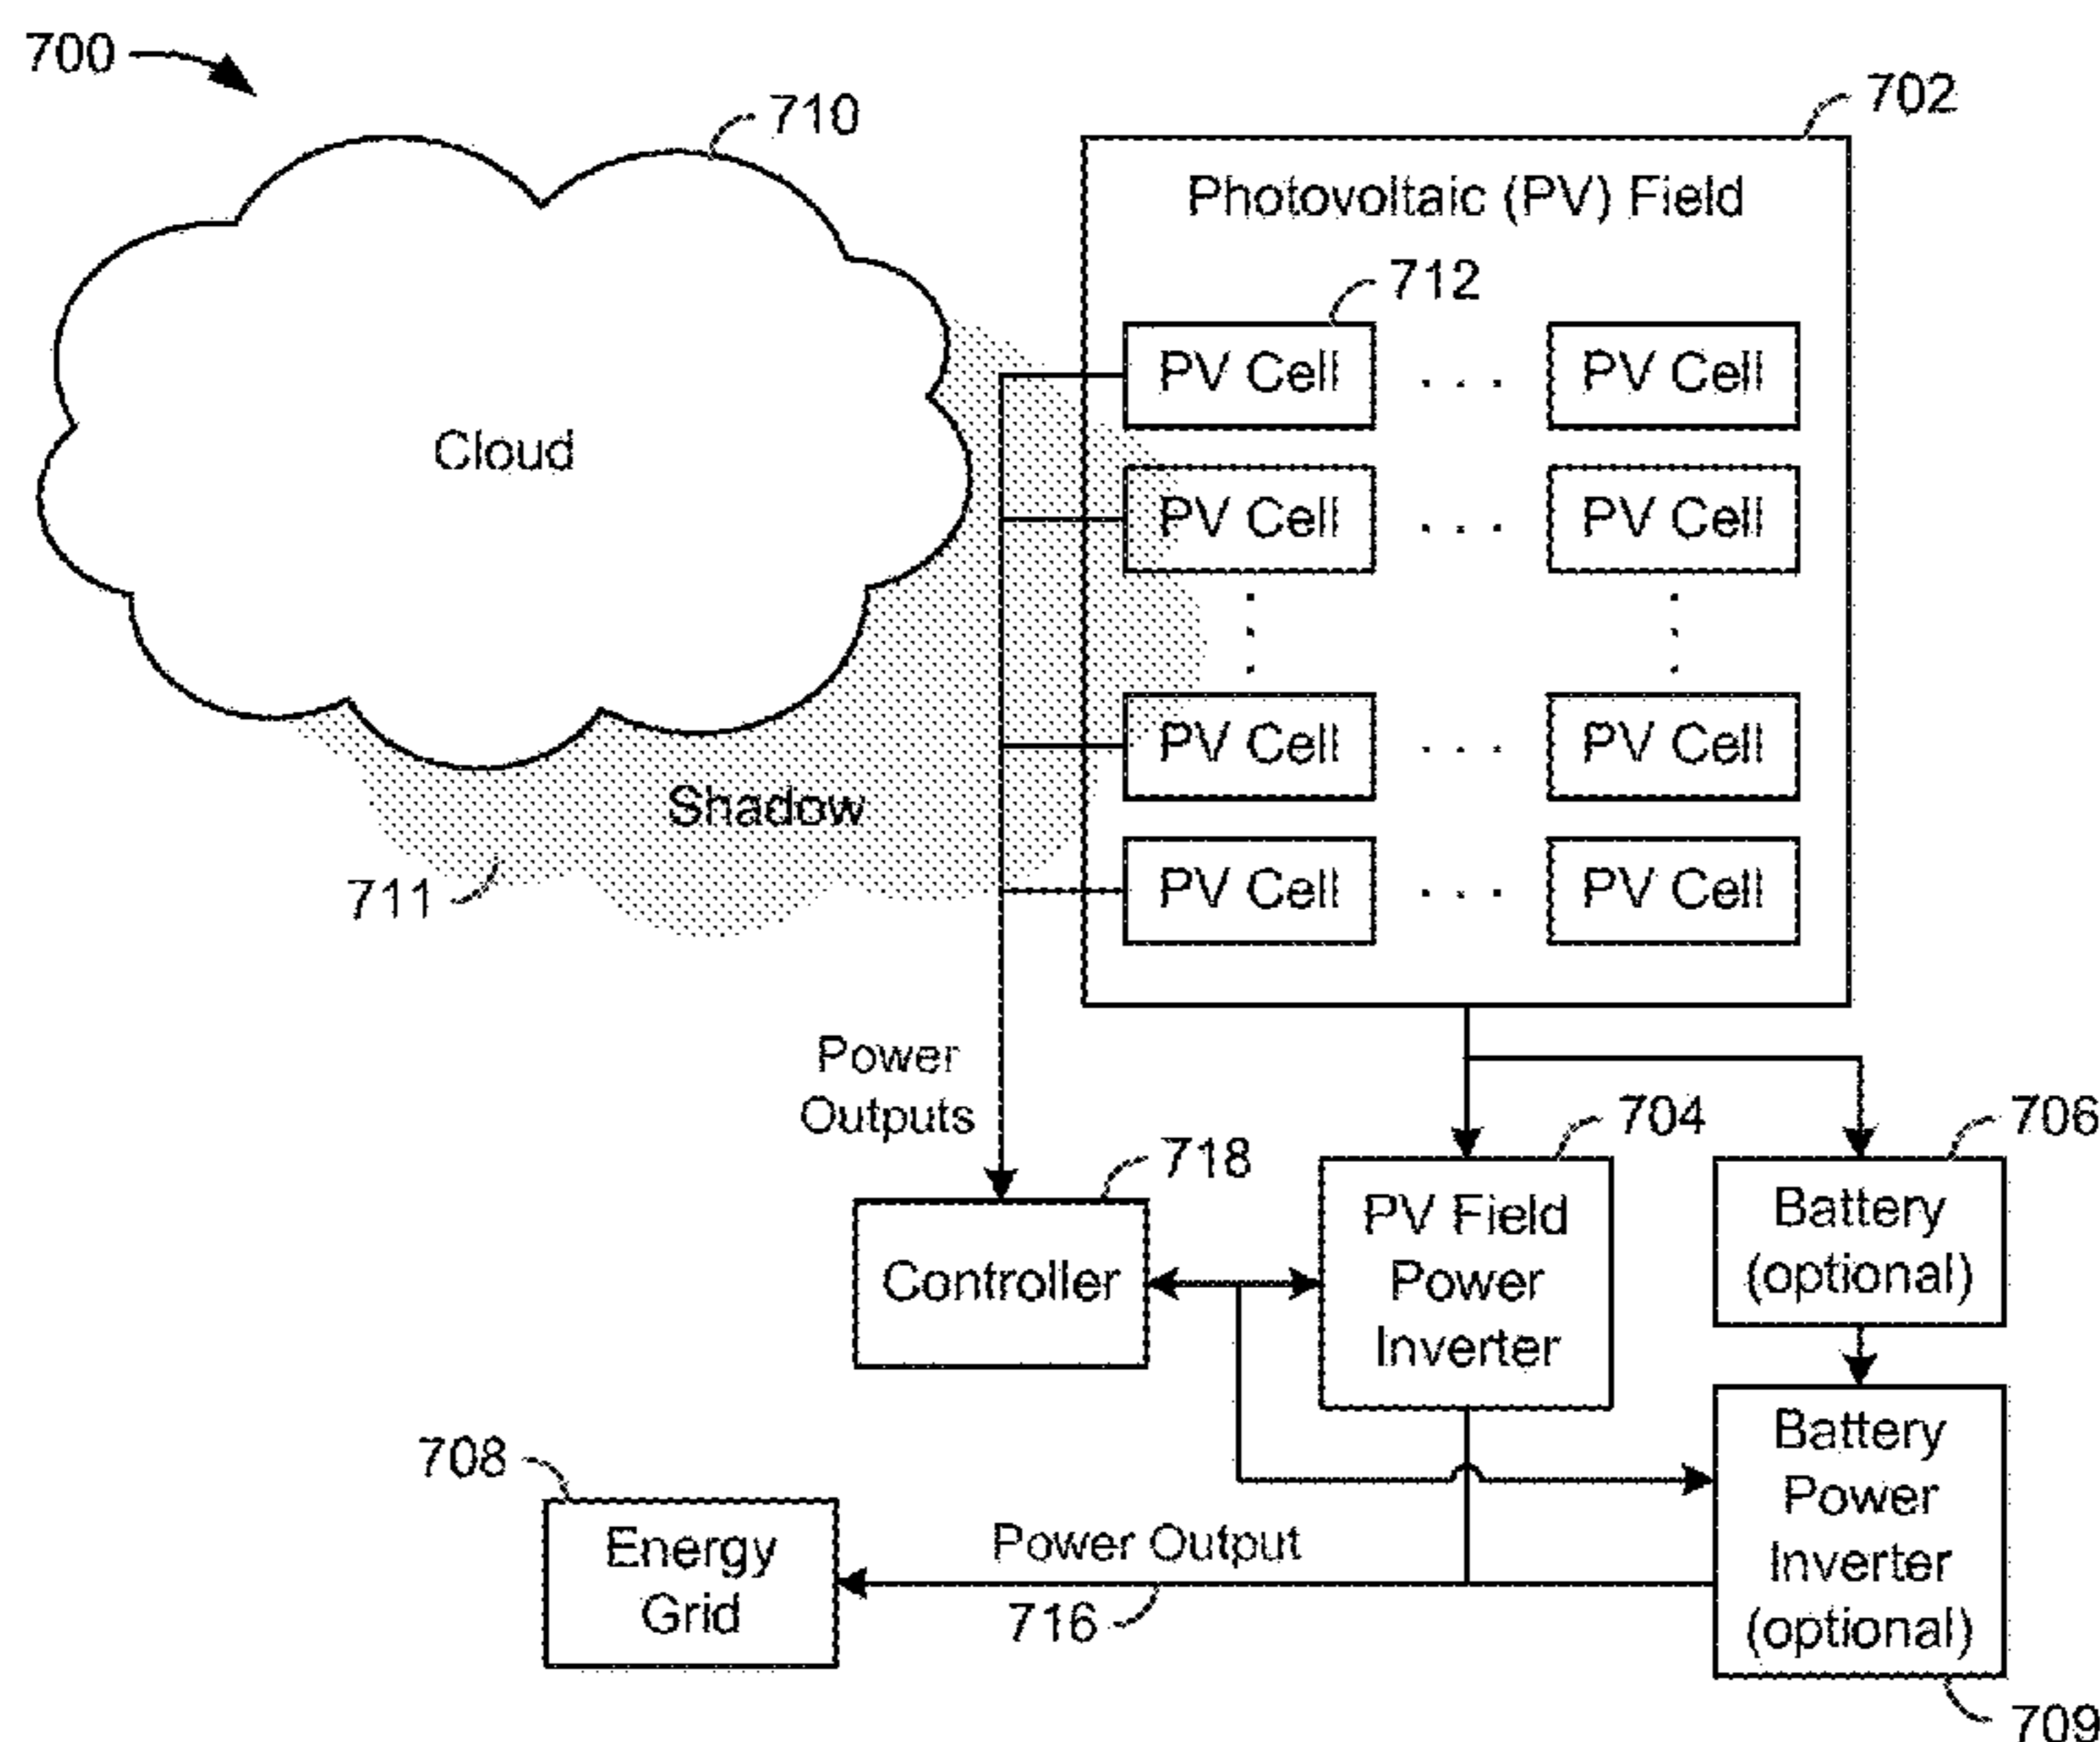 700
710
702
Photovoltaic (PV) Field
712
PV Cell . . . PV Cell
Cloud
PV Cell . . . PV Cell
PV Cell . . . PV Cell
Shadow
711
PV Cell . . . PV Cell
Power
Outputs
718
704
706
Controller
PV Field
Power
Inverter
Battery
(optional)
708
Energy
Grid
Power Output
716
Battery
Power
Inverter
(optional)
709